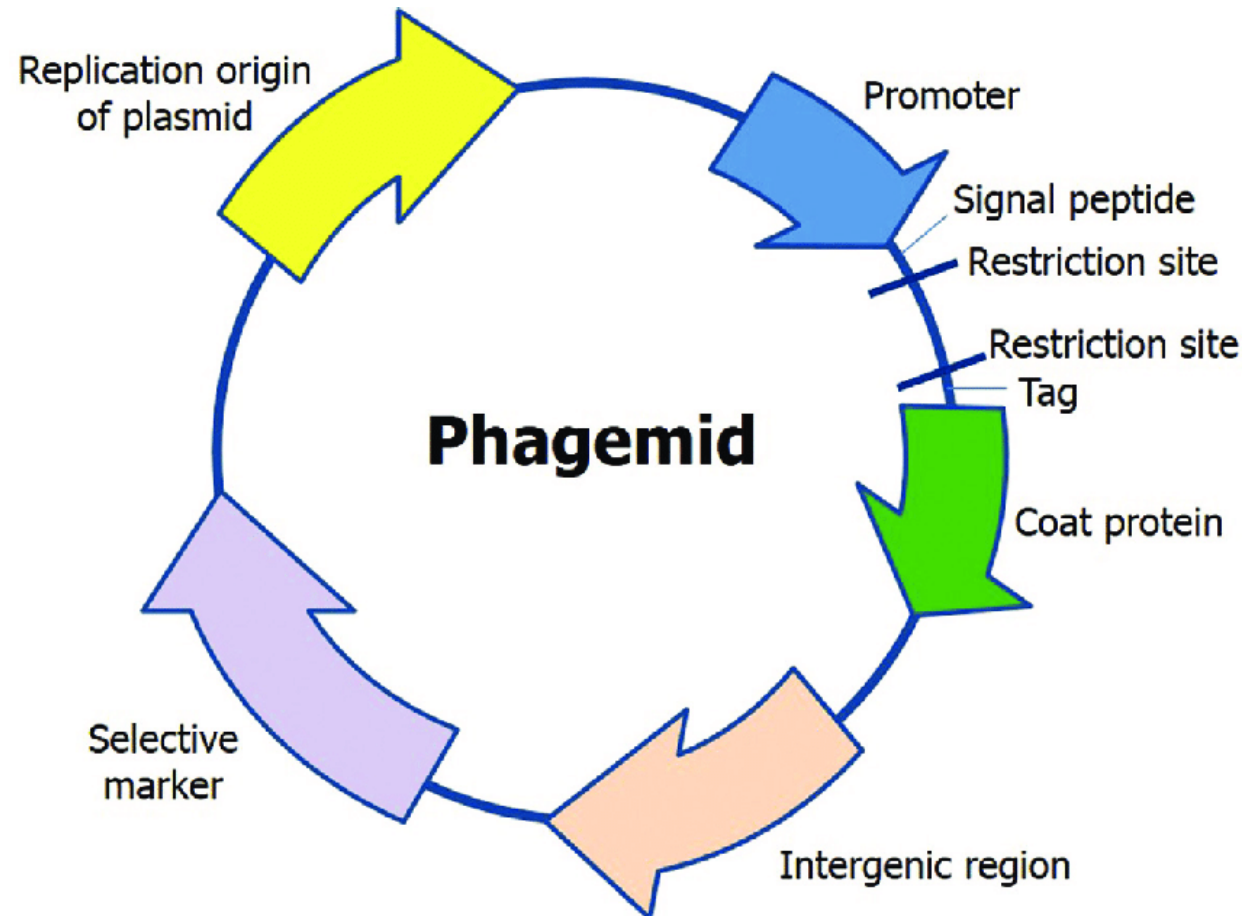 Replication origin
of plasmid
Promoter
Signal peptide
Restriction site
Restriction site
Tag
Phagemid
Coat protein
Selective
marker
Intergenic region